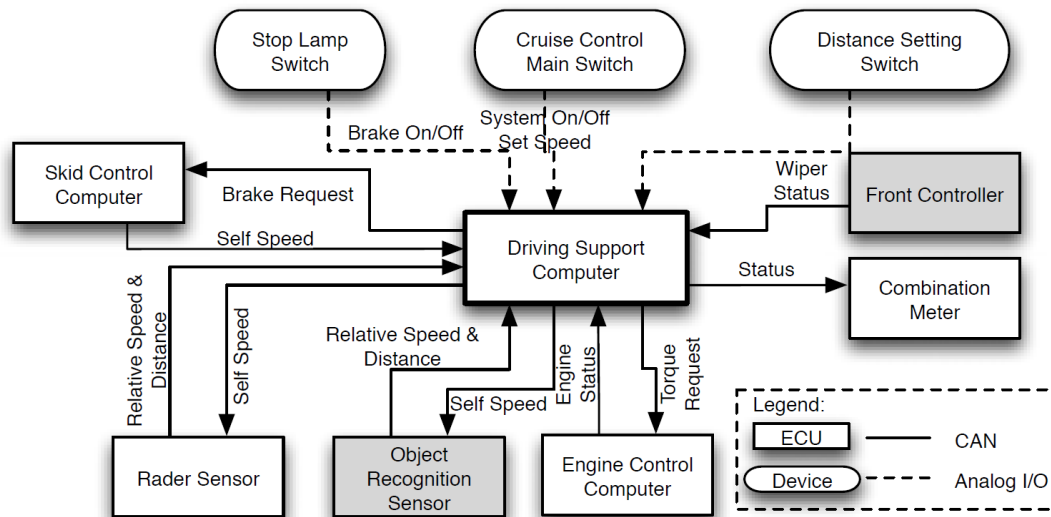 Stop Lamp
Switch
Cruise Control
Main Switch
Distance Setting
Switch
Brake On/Off
System On/Off
Set Speed
Skid Control
Computer
Brake Request
Wiper
Status
Front Controller
Self Speed
Driving Support
Computer
Status
Combination
Meter
Relative Speed &
Distance
Self Speed
Relative Speed &
Distance
Self Speed
Engine
Status
Torque
Request
Rader Sensor
Object
Recognition
Sensor
Engine Control
Computer
Legend:
ECU
CAN
Device
Analog I/O